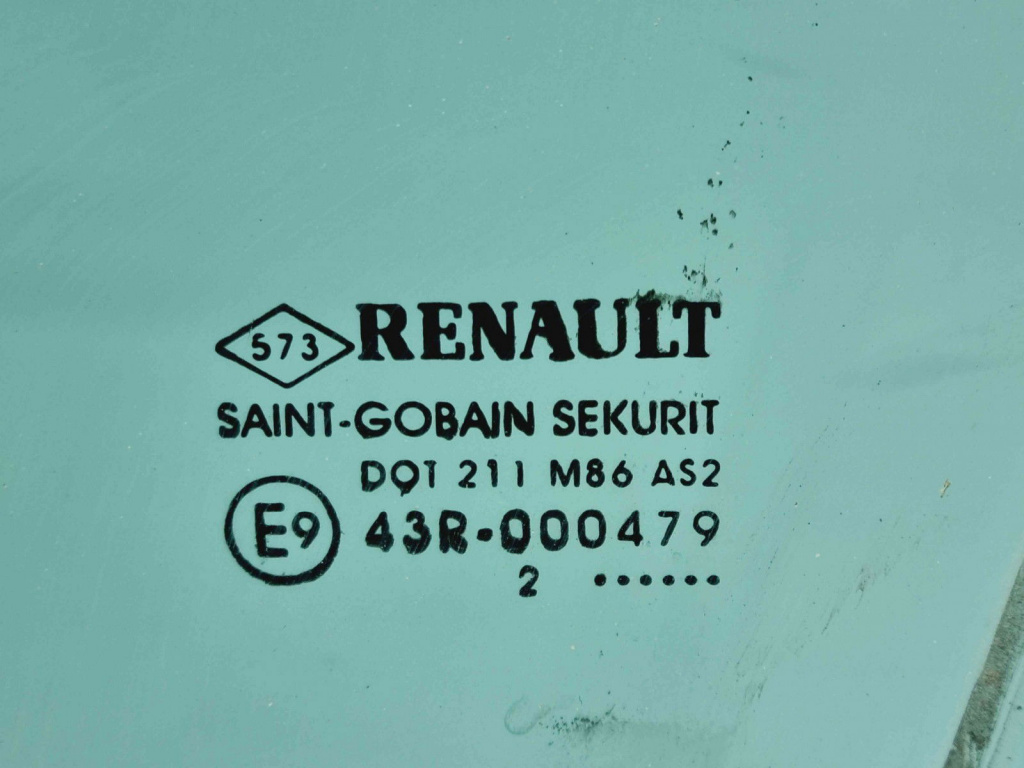 573 RENAULT
SAINT-GOBAIN SEKURIT
DOT 211 M86 AS2
E9 43R-000479
2 ......